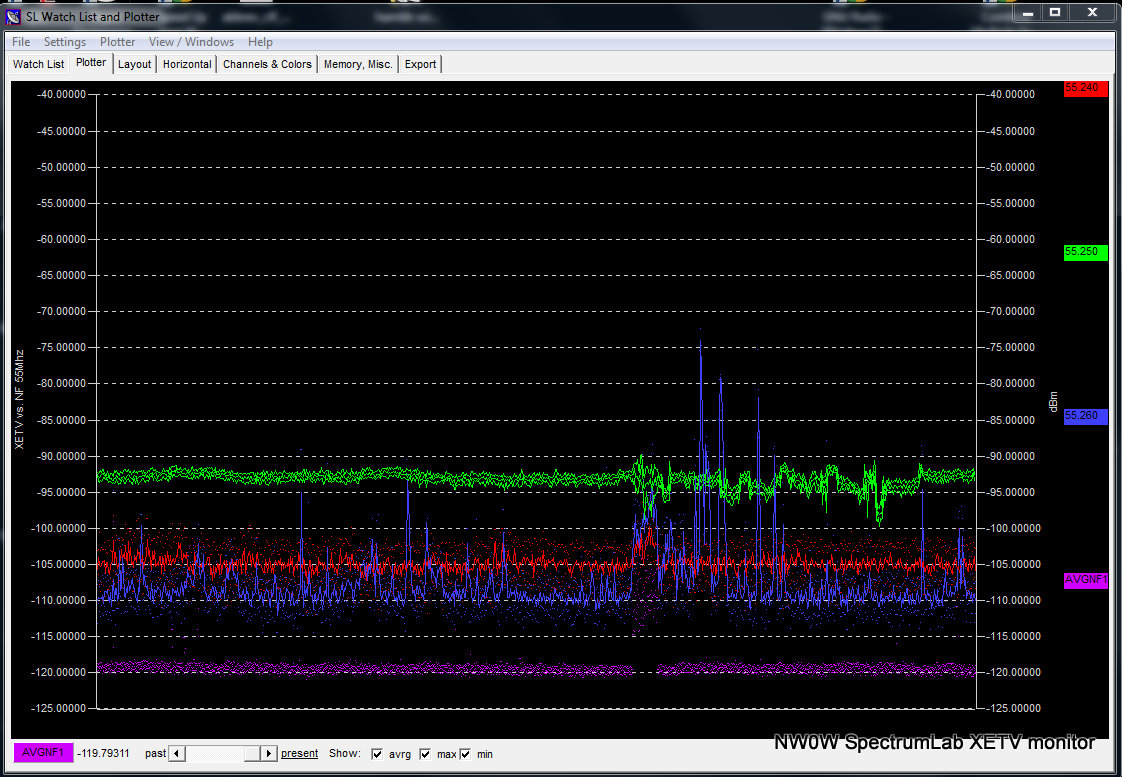 SL Watch List and Plotter
File Settings Plotter View / Windows Help
Watch List Plotter Layout Horizontal Channels & Colors Memory, Misc. Export
-40.00000 -40.00000 55.240
-45.00000 -45.00000
-50.00000 -50.00000
-55.00000 -55.00000
-60.00000 -60.00000 55.250
-65.00000 -65.00000
-70.00000 -70.00000
-75.00000 -75.00000
-80.00000 -80.00000
XETV vs. NF 55Mhz
dBm
-85.00000 -85.00000 55.260
-90.00000 -90.00000
-95.00000 -95.00000
-100.00000 -100.00000
-105.00000 -105.00000 AVGNF1
-110.00000 -110.00000
-115.00000 -115.00000
-120.00000 -120.00000
-125.00000 -125.00000
NW0W SpectrumLab XETV monitor
AVGNF1 -119.79311 past present Show: avrg max min